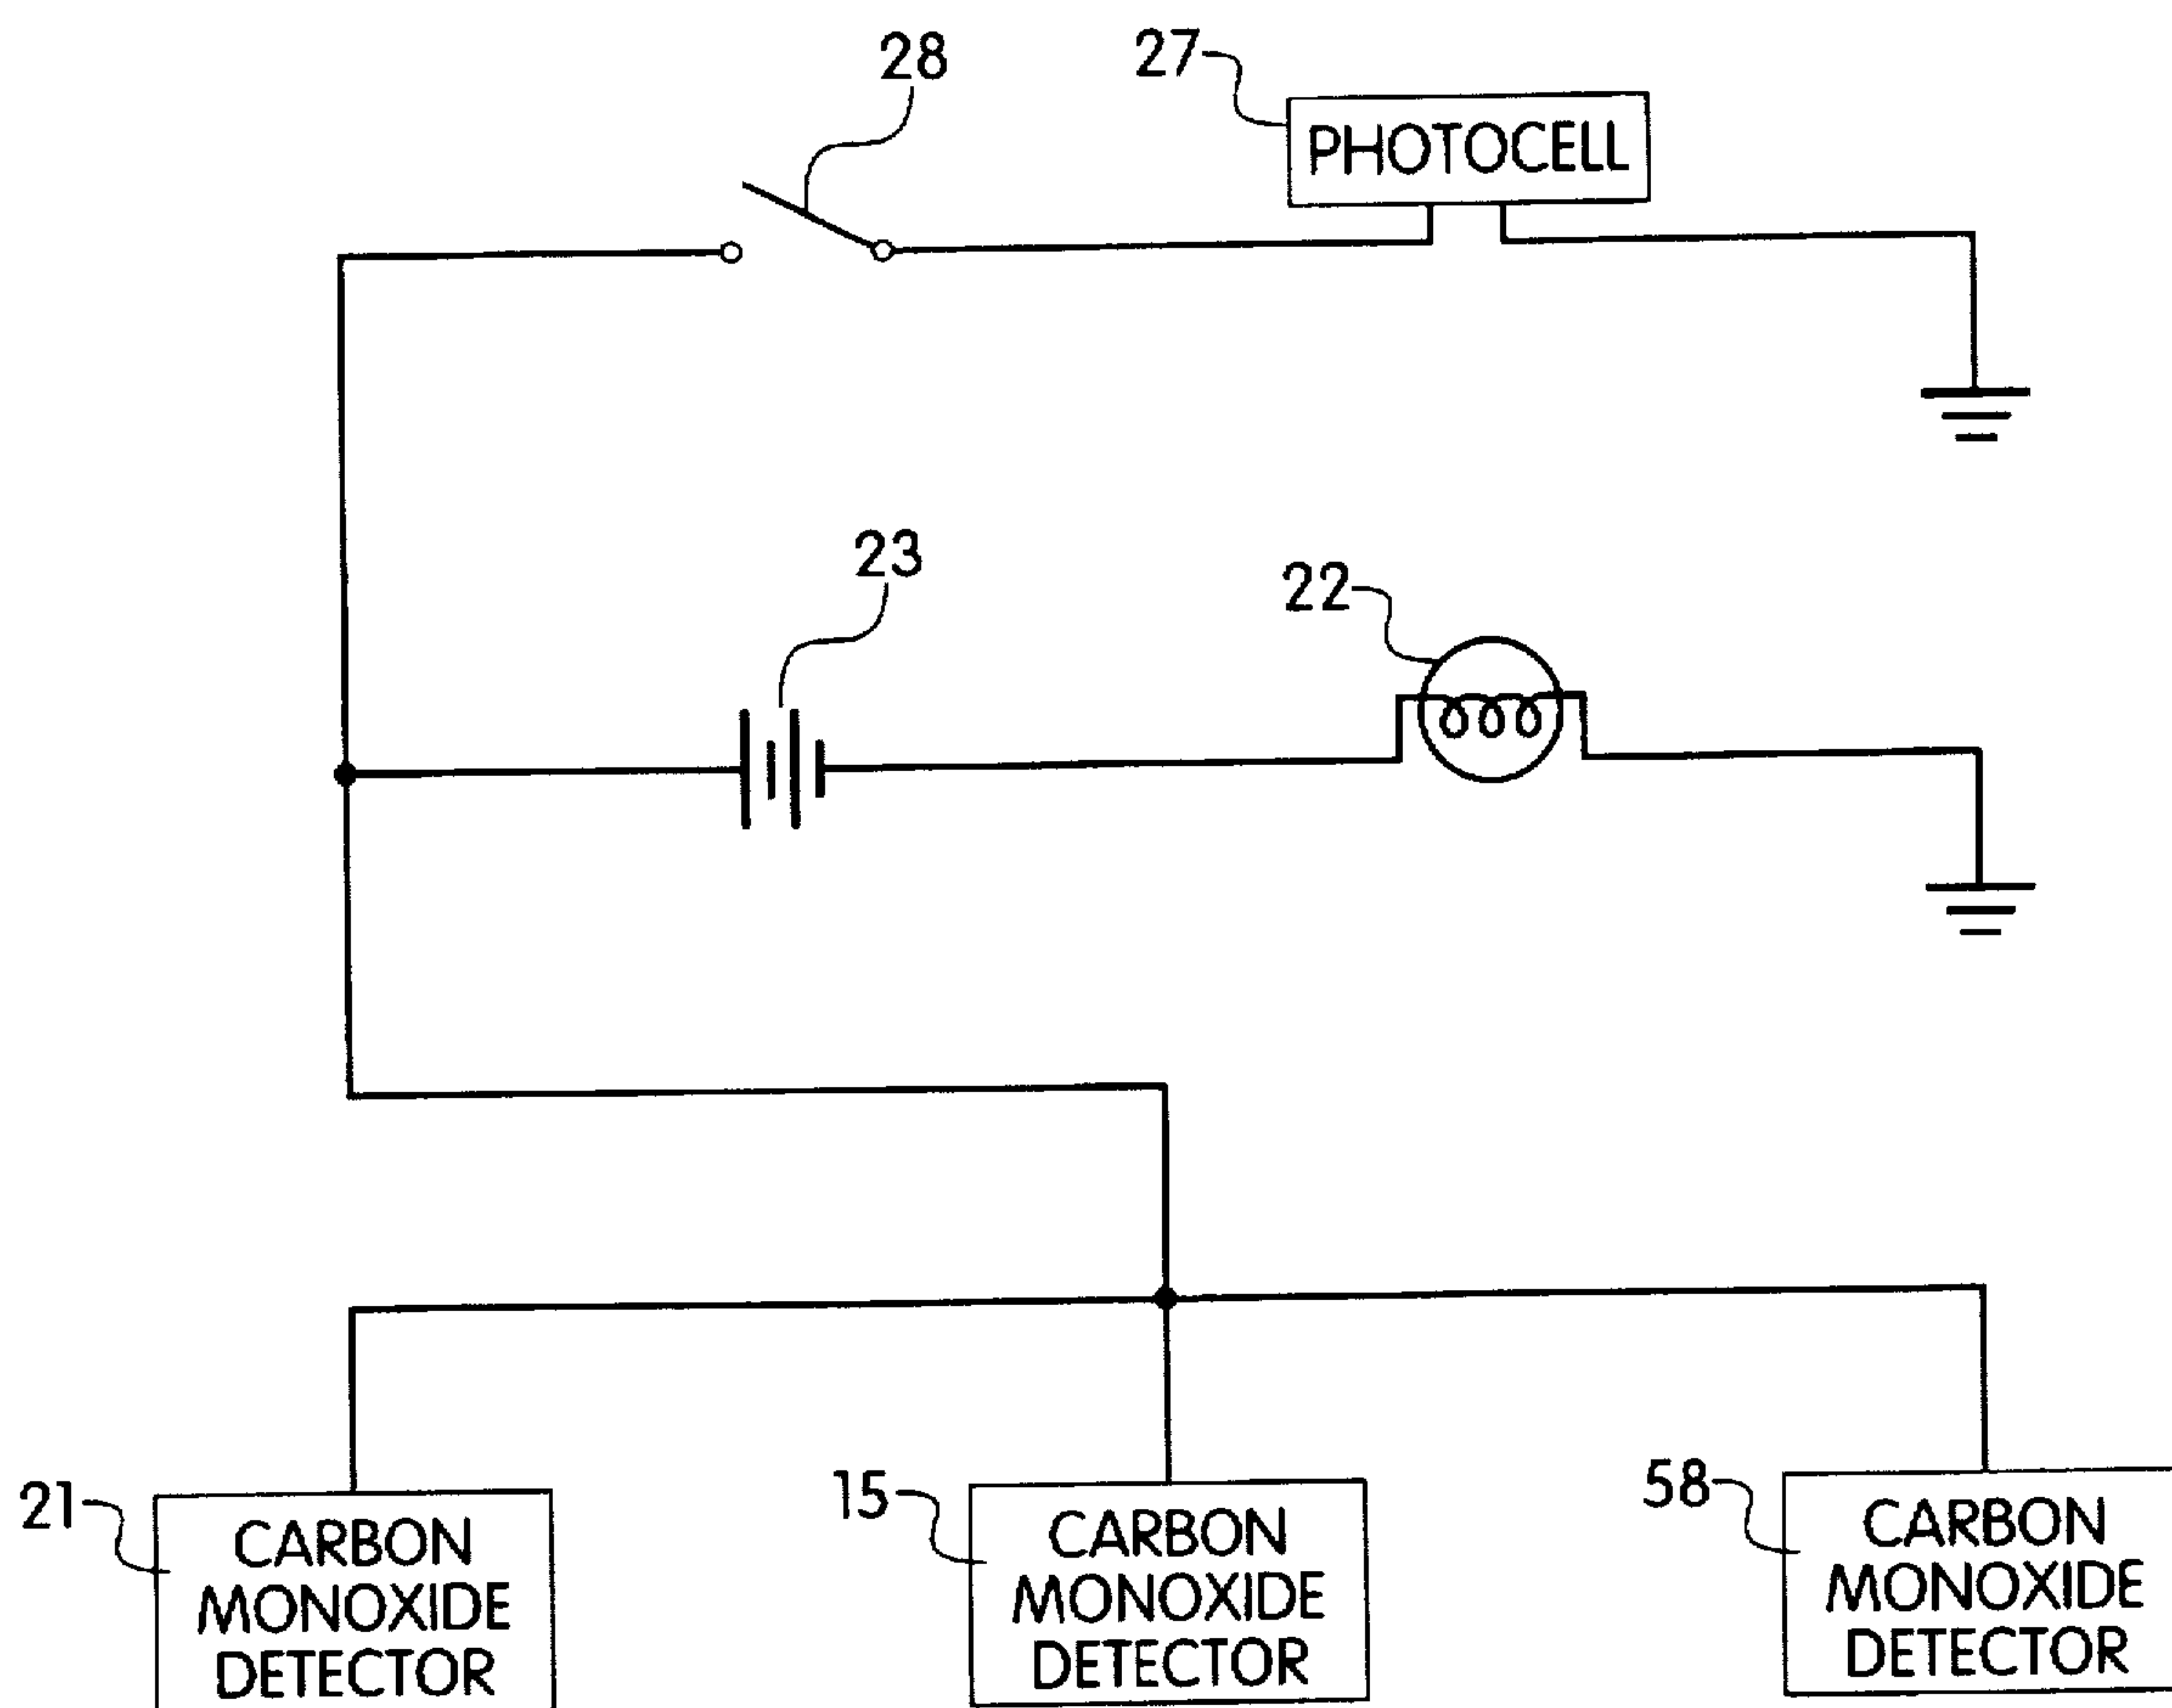 28
27
PHOTOCELL
23
22
21
CARBON
MONOXIDE
DETECTOR
15
CARBON
MONOXIDE
DETECTOR
58
CARBON
MONOXIDE
DETECTOR